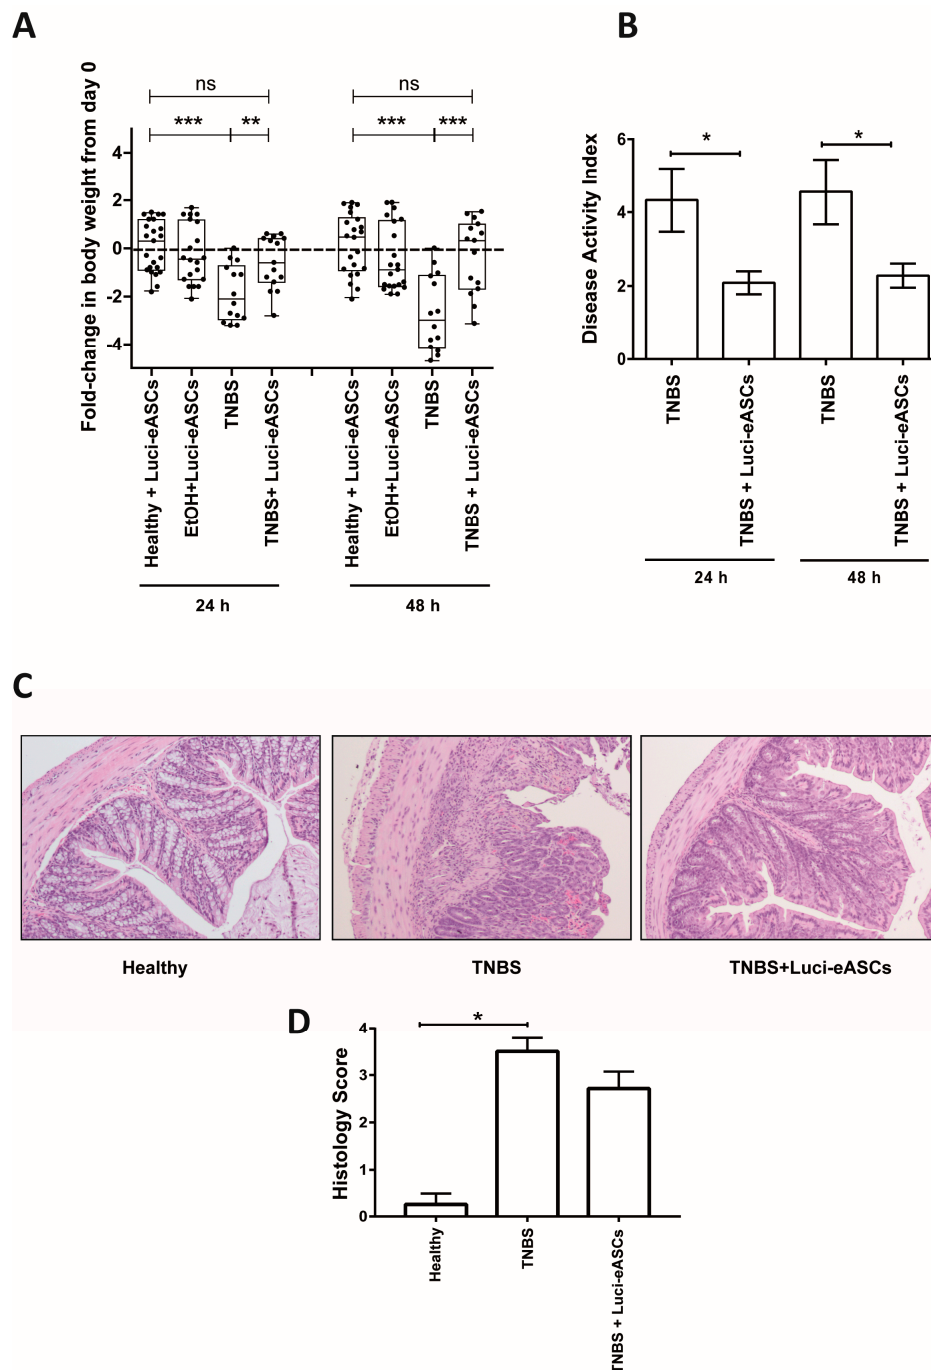 A
Fold-change in body weight from day 0
ns
ns
***
**
***
***
4
2
0
-2
-4
Healthy + Luci-eASCs
EtOH+Luci-eASCs
TNBS
TNBS+ Luci-eASCs
Healthy + Luci-eASCs
EtOH+Luci-eASCs
TNBS
TNBS + Luci-eASCs
24 h
48 h
B
Disease Activity Index
*
*
6
4
2
0
TNBS
TNBS + Luci-eASCs
TNBS
TNBS + Luci-eASCs
24 h
48 h
C
Healthy
TNBS
TNBS+Luci-eASCs
D
Histology Score
*
4
3
2
1
0
Healthy
TNBS
TNBS + Luci-eASCs